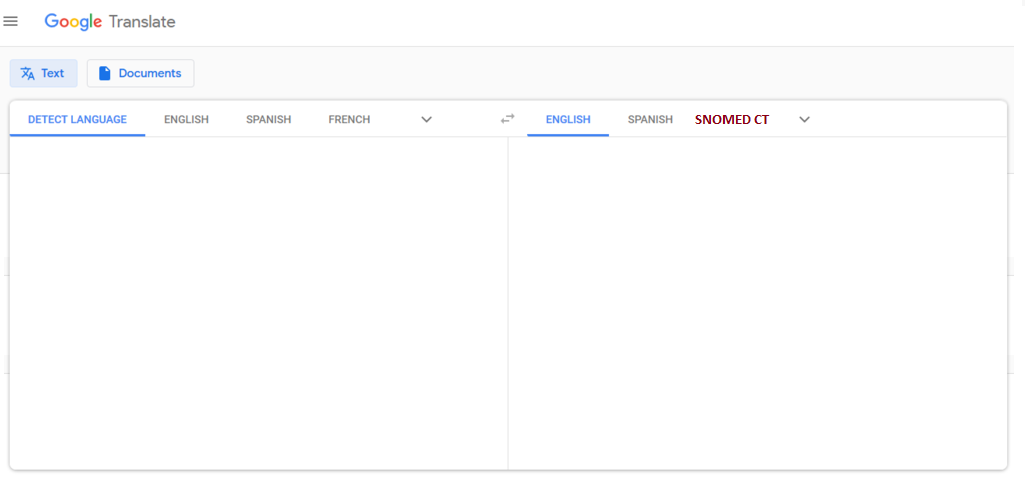 Google Translate
Text Documents
DETECT LANGUAGE ENGLISH SPANISH FRENCH ENGLISH SPANISH SNOMED CT